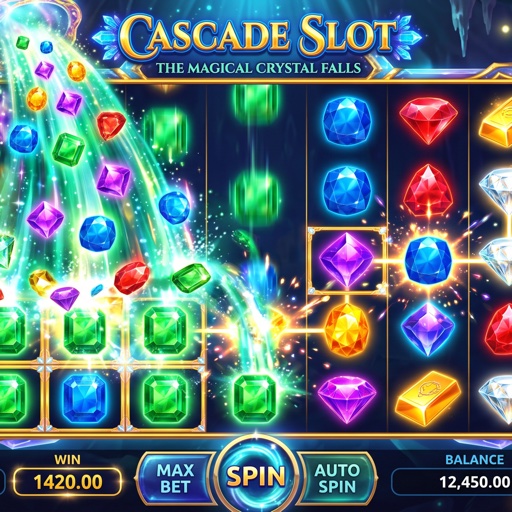 CASCADE SLOT
THE MAGICAL CRYSTAL FALLS
WIN
1420.00
MAX
BET
SPIN
AUTO
SPIN
BALANCE
12,450.00